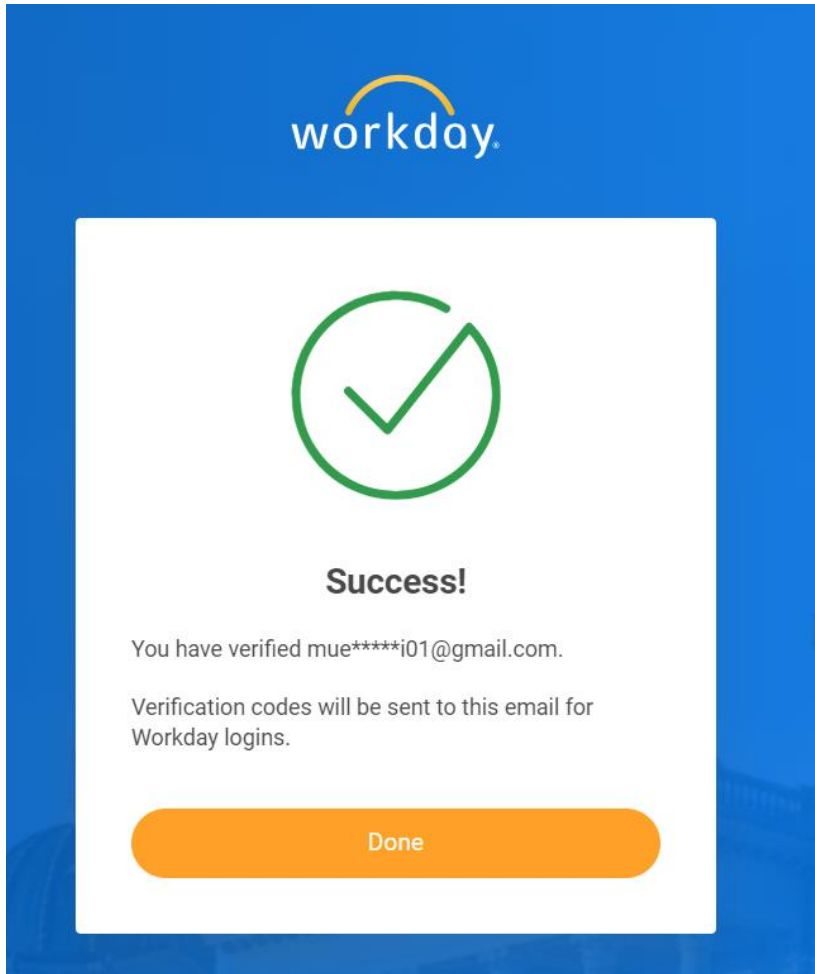 workday.
Success!
You have verified mue*****i01@gmail.com.
Verification codes will be sent to this email for
Workday logins.
Done